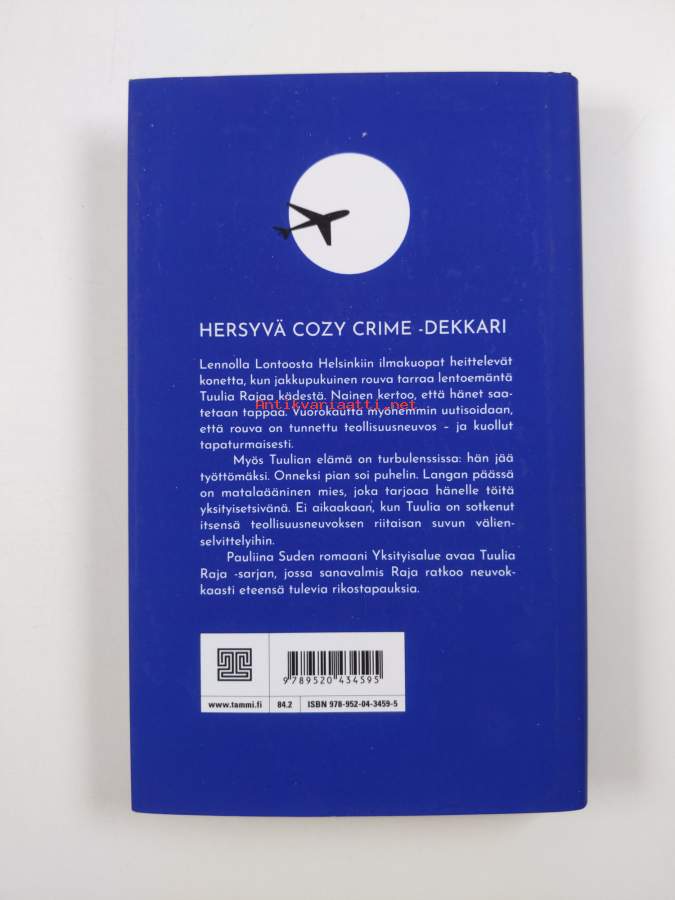 HERSYVÄ COZY CRIME -DEKKARI
Lennolla Lontoosta Helsinkiin ilmakuopat heittelevät
konetta, kun jakkupukuinen rouva tarraa lentoemäntä
Tuulia Rajaa kädestä. Nainen kertoo, että hänet saa-
Antikvariaatti.net
tetaan tappaa. Vuorokautta myöhemmin uutisoidaan,
että rouva on tunnettu teollisuusneuvos – ja kuollut
tapaturmaisesti.
Myös Tuulian elämä on turbulenssissa: hän jää
työttömäksi. Onneksi pian soi puhelin. Langan päässä
on matalaääninen mies, joka tarjoaa hänelle töitä
yksityisetsivänä. Ei aikaakaan, kun Tuulia on sotkenut
itsensä teollisuusneuvoksen riitaisan suvun välien-
selvittelyihin.
Pauliina Suden romaani Yksityisalue avaa Tuulia
Raja -sarjan, jossa sanavalmis Raja ratkoo neuvok-
kaasti eteensä tulevia rikostapauksia.
9 789520 434595
www.tammi.fi 84.2 ISBN 978-952-04-3459-5